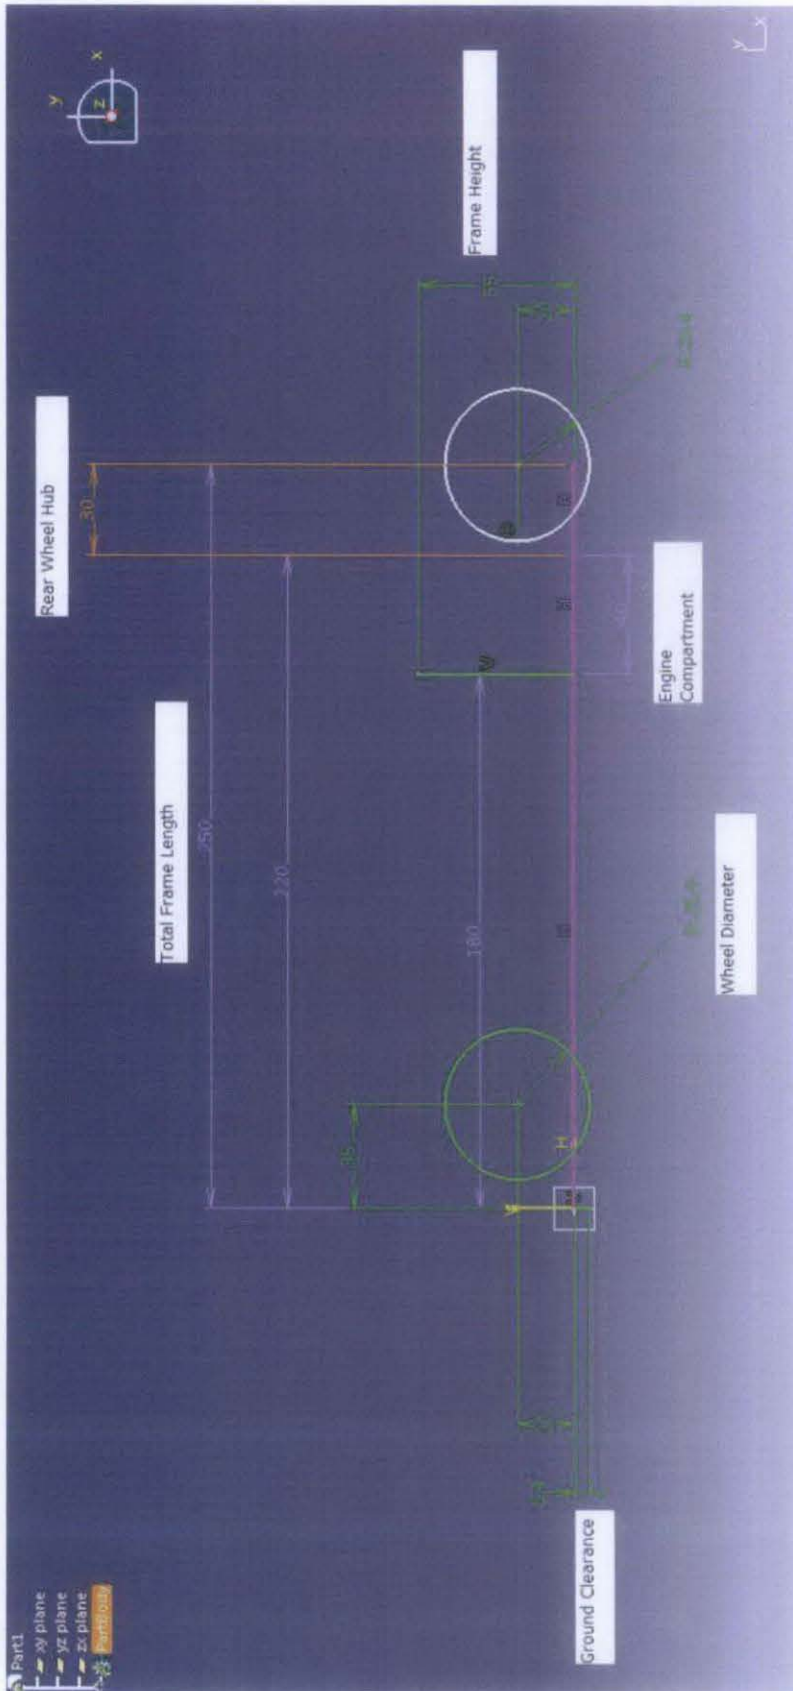 Part1
xy plane
yz plane
zx plane
PartBody
y
x
z
Rear Wheel Hub
30
Total Frame Length
250
220
Frame Height
55
35
180
V
H
Engine
Compartment
40
Wheel Diameter
Ground Clearance
y
x